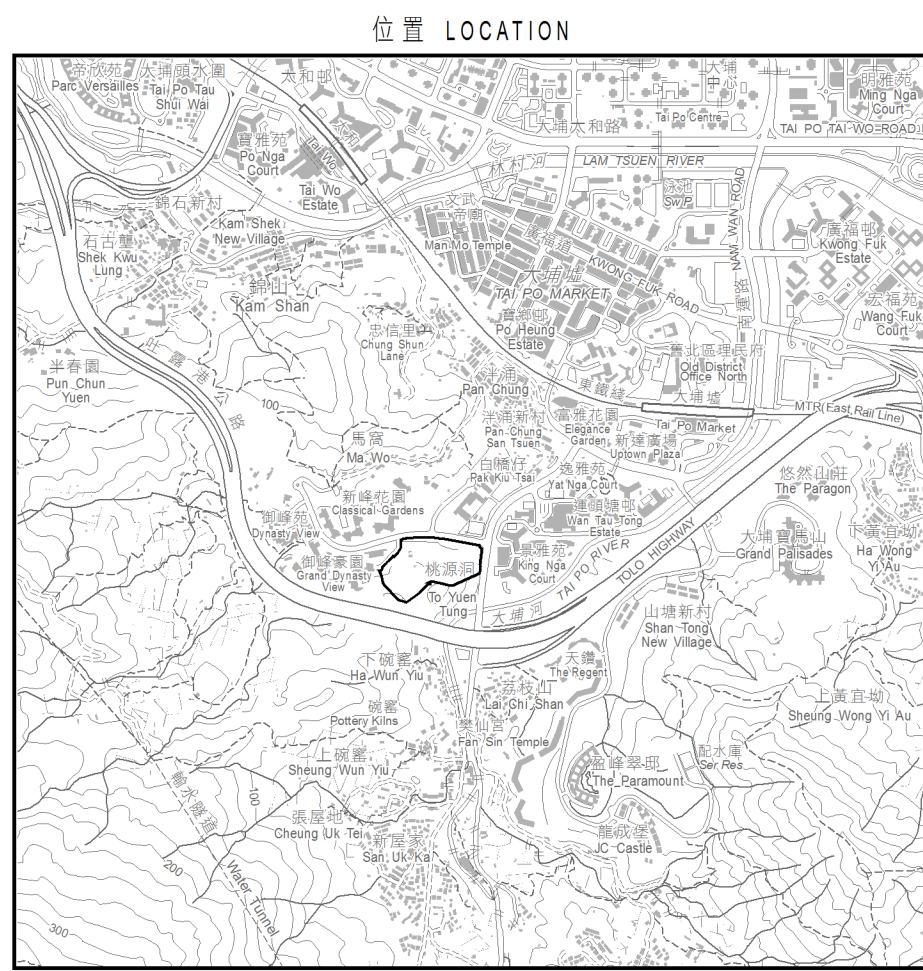 位置 LOCATION
帝欣苑
Parc Versailles
大埔頭水圍
Tai Po Tau
Shui Wai
太和邨
大埔
中心
Tai Po Centre
明雅苑
Ming Nga
Court
大埔太和路
TAI PO TAI WO ROAD
寶雅苑
Po Nga
Court
太和
Tai Wo
Tai Wo
Estate
林村河
LAM TSUEN RIVER
泳池
Sw P
南運路 NAM WAN ROAD
錦石新村
Kam Shek
New Village
文武
帝廟
Man Mo Temple
廣福道
KWONG FUK ROAD
廣福邨
Kwong Fuk
Estate
石古壟
Shek Kwu
Lung
錦山
Kam Shan
大埔墟
TAI PO MARKET
宏福苑
Wang Fuk
Court
忠信里
Chung Shun
Lane
寶鄉邨
Po Heung
Estate
吐露港公路
半春園
Pun Chun
Yuen
100
舊北區理民府
Old District
Office North
泮涌
Pan Chung
東鐵綫
大埔墟
Tai Po Market
MTR(East Rail Line)
泮涌新村
Pan Chung
San Tsuen
富雅花園
Elegance
Garden
新達廣場
Uptown Plaza
馬窩
Ma Wo
白橋仔
Pak Kiu Tsai
逸雅苑
Yat Nga Court
悠然山莊
The Paragon
新峰花園
Classical Gardens
運頭塘邨
Wan Tau Tong
Estate
御峰苑
Dynasty View
大埔寶馬山
Grand Palisades
下黃宜坳
Ha Wong
Yi Au
御峰豪園
Grand Dynasty
View
桃源洞
To Yuen
Tung
景雅苑
King Nga
Court
大埔河
TAI PO RIVER
TOLO HIGHWAY
山塘新村
Shan Tong
New Village
下碗窰
Ha Wun Yiu
天鑽
The Regent
荔枝山
Lai Chi Shan
碗窰
Pottery Kilns
樊仙宮
Fan Sin Temple
上黃宜坳
Sheung Wong Yi Au
上碗窰
Sheung Wun Yiu
盈峰翠邸
The Paramount
配水庫
Ser Res
輸水隧道
Water Tunnel
100
張屋地
Cheung Uk Tei
新屋家
San Uk Ka
龍成堡
JC Castle
200
300